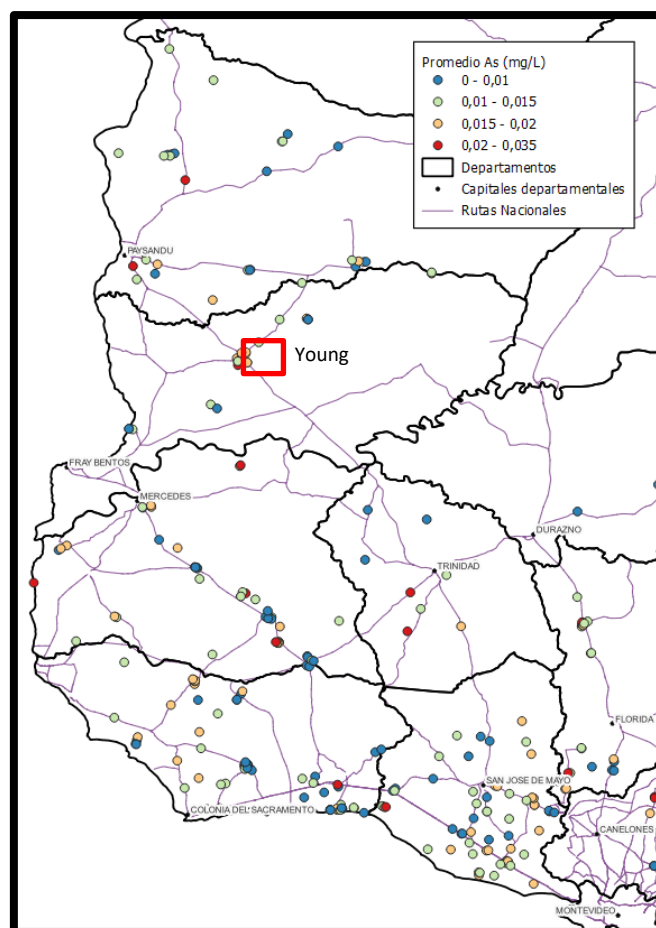 Promedio As (mg/L)
0 - 0,01
0,01 - 0,015
0,015 - 0,02
0,02 - 0,035
Departamentos
Capitales departamentales
Rutas Nacionales
PAYSANDU
Young
FRAY BENTOS
MERCEDES
DURAZNO
TRINIDAD
FLORIDA
SAN JOSE DE MAYO
COLONIA DEL SACRAMENTO
CANELONES
MONTEVIDEO